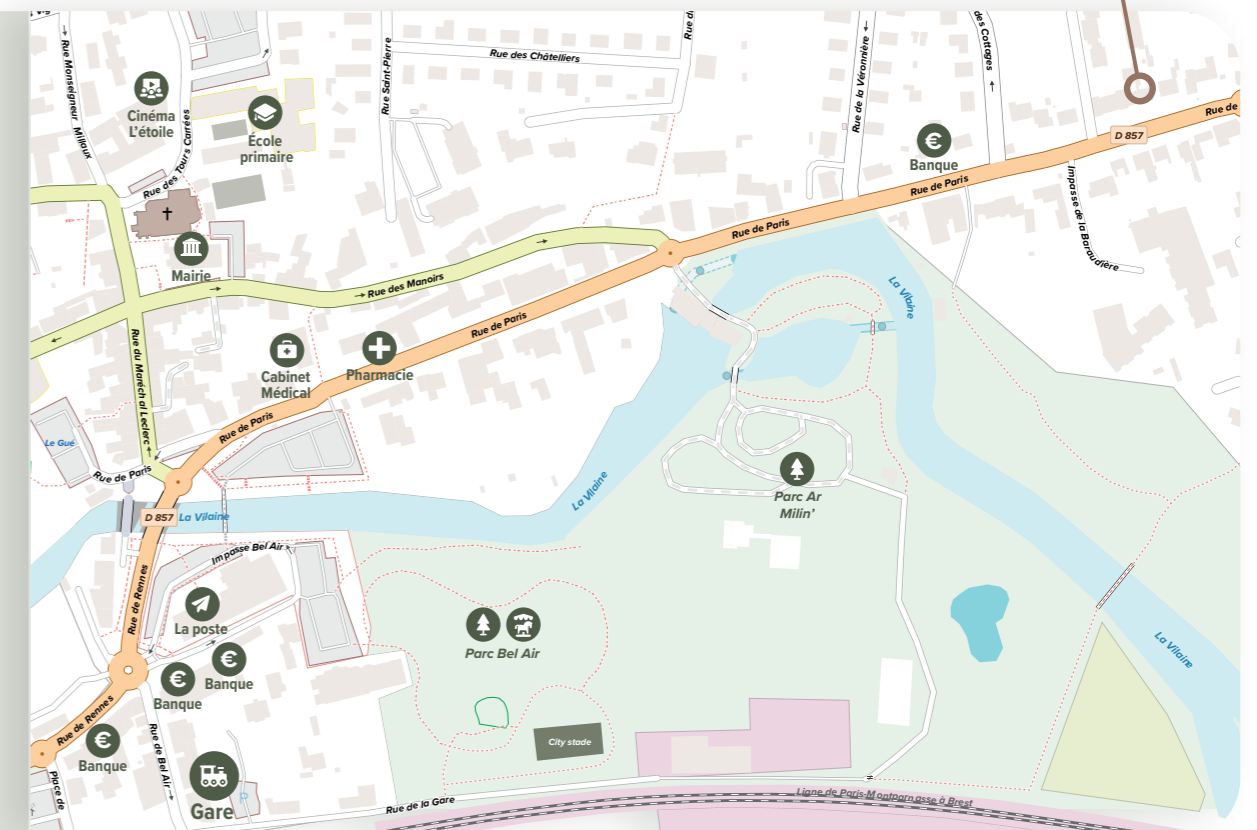 Rue Monseigneur Millaux
Cinéma
L'étoile
Rue des Tours Carrées
École
primaire
Rue Saint-Pierre
Rue des Châtelliers
Rue de la Véronnière
des Cottages
Banque
D 857
Rue de
Rue de Paris
Rue de Paris
Impasse de la Baraudière
Mairie
Rue des Manoirs
Rue de Paris
La Vilaine
Rue du Maréchal Leclerc
Cabinet
Médical
Pharmacie
Rue de Paris
Le Gué
Rue de Paris
D 857
La Vilaine
La Vilaine
Parc Ar
Milin'
Impasse Bel Air
Rue de Rennes
La poste
Parc Bel Air
La Vilaine
Banque
Banque
Rue de Rennes
Banque
Rue de Bel Air
City stade
Place de
P
Gare
Rue de la Gare
Ligne de Paris-Montparnasse à Brest